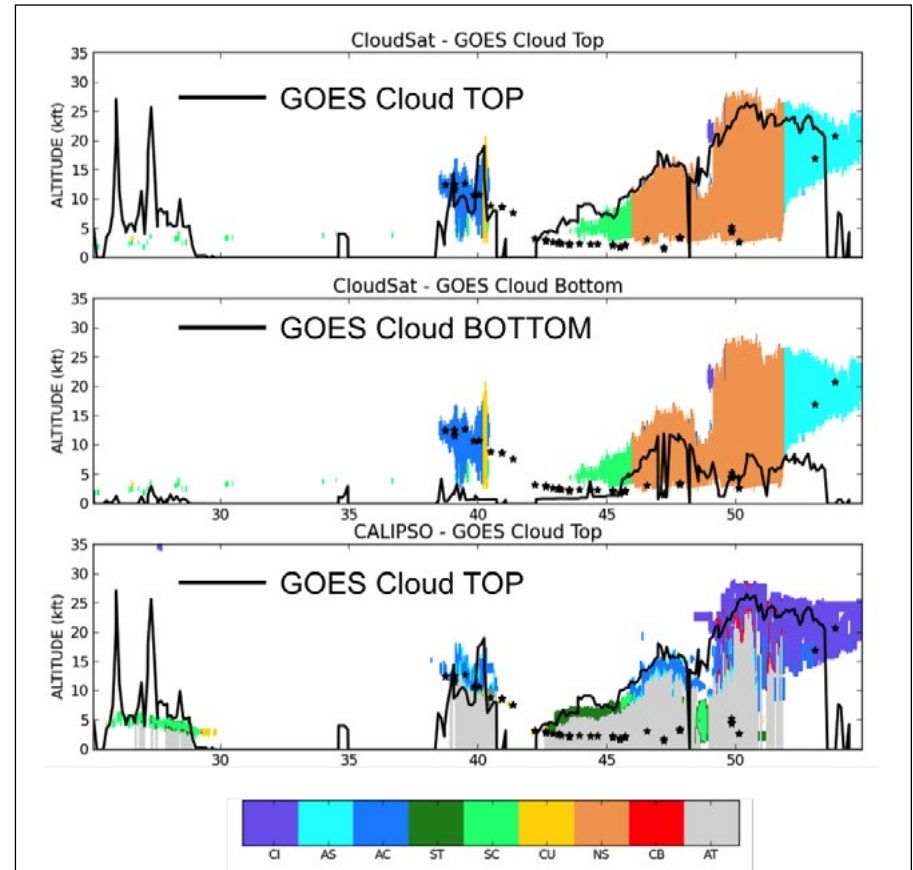 CloudSat - GOES Cloud Top
GOES Cloud TOP
ALTITUDE (kft)
35
30
25
20
15
10
5
0
30 35 40 45 50
CloudSat - GOES Cloud Bottom
GOES Cloud BOTTOM
ALTITUDE (kft)
35
30
25
20
15
10
5
0
30 35 40 45 50
CALIPSO - GOES Cloud Top
GOES Cloud TOP
ALTITUDE (kft)
35
30
25
20
15
10
5
0
30 35 40 45 50
CI AS AC ST SC CU NS CB AT